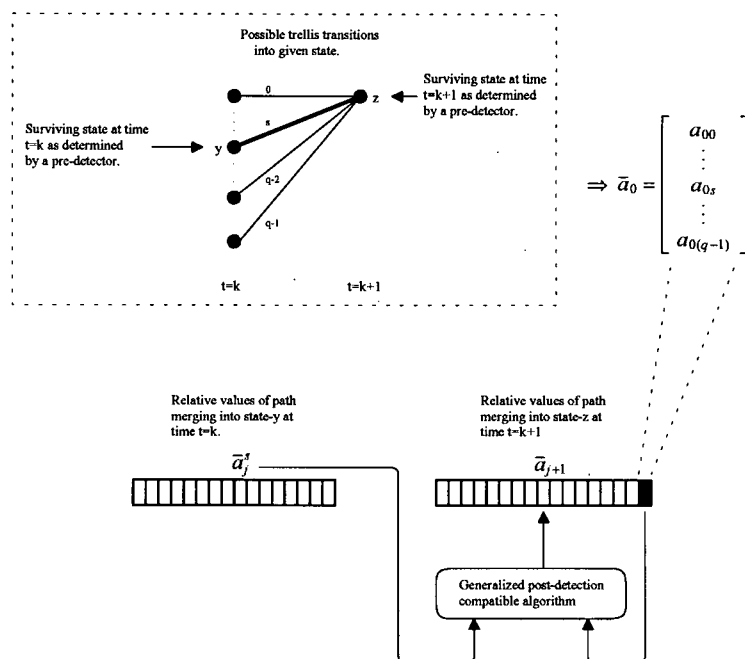 Possible trellis transitions
into given state.
0
z
Surviving state at time
t=k+1 as determined
by a pre-detector.
s
Surviving state at time
t=k as determined
by a pre-detector.
y
q-2
q-1
t=k
t=k+1
⇒ ā₀ =
a₀₀
⋮
a₀ₛ
⋮
a₀₍q₋₁₎
Relative values of path
merging into state-y at
time t=k.
Relative values of path
merging into state-z at
time t=k+1
āⱼˢ
āⱼ₊₁
Generalized post-detection
compatible algorithm